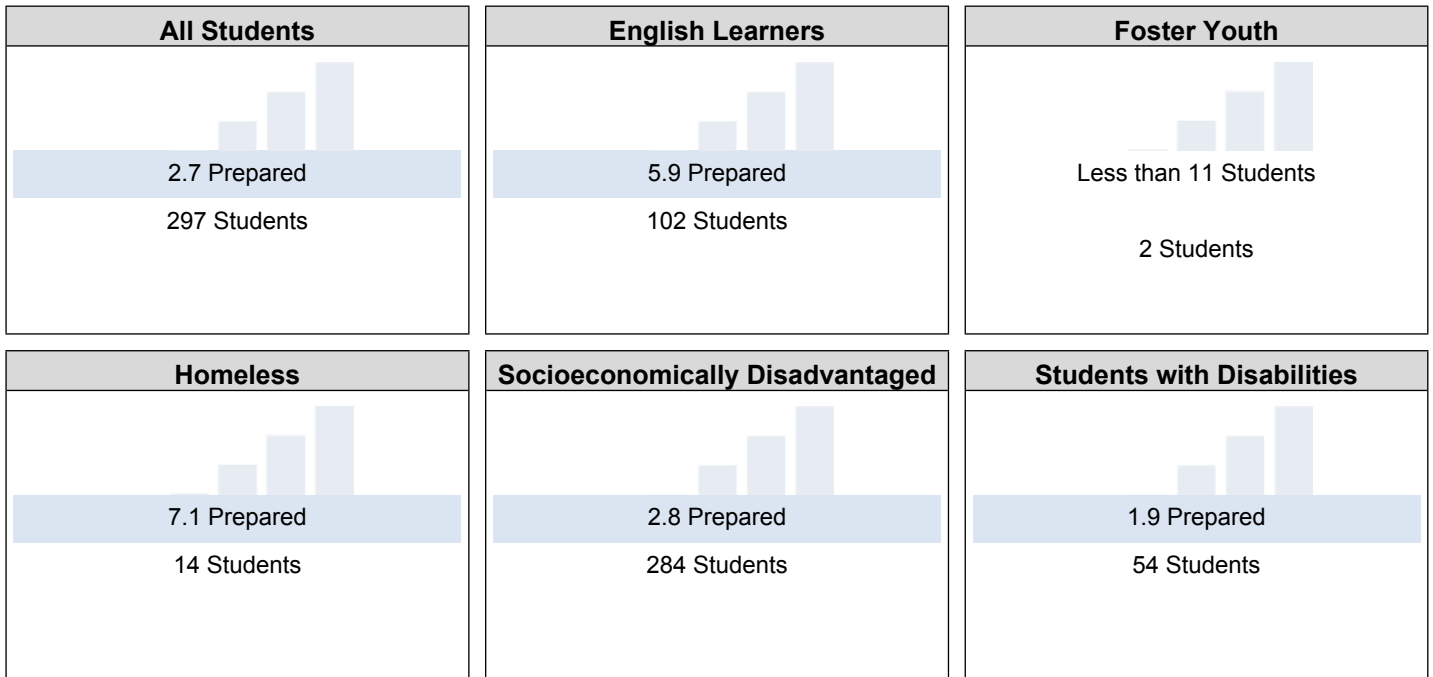 All Students
2.7 Prepared
297 Students
English Learners
5.9 Prepared
102 Students
Foster Youth
Less than 11 Students
2 Students
Homeless
7.1 Prepared
14 Students
Socioeconomically Disadvantaged
2.8 Prepared
284 Students
Students with Disabilities
1.9 Prepared
54 Students